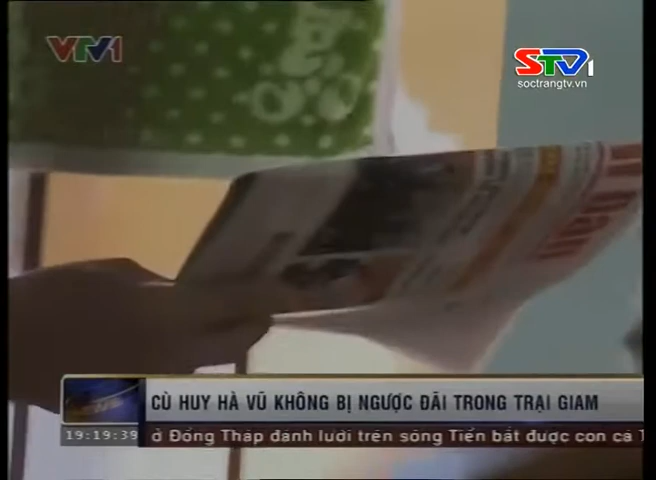 VTV1
STV1
soctrangtv.vn
CÙ HUY HÀ VŨ KHÔNG BỊ NGƯỢC ĐÃI TRONG TRẠI GIAM
19:19:39
ở Đồng Tháp đánh lưới trên sông Tiền bắt được con cá